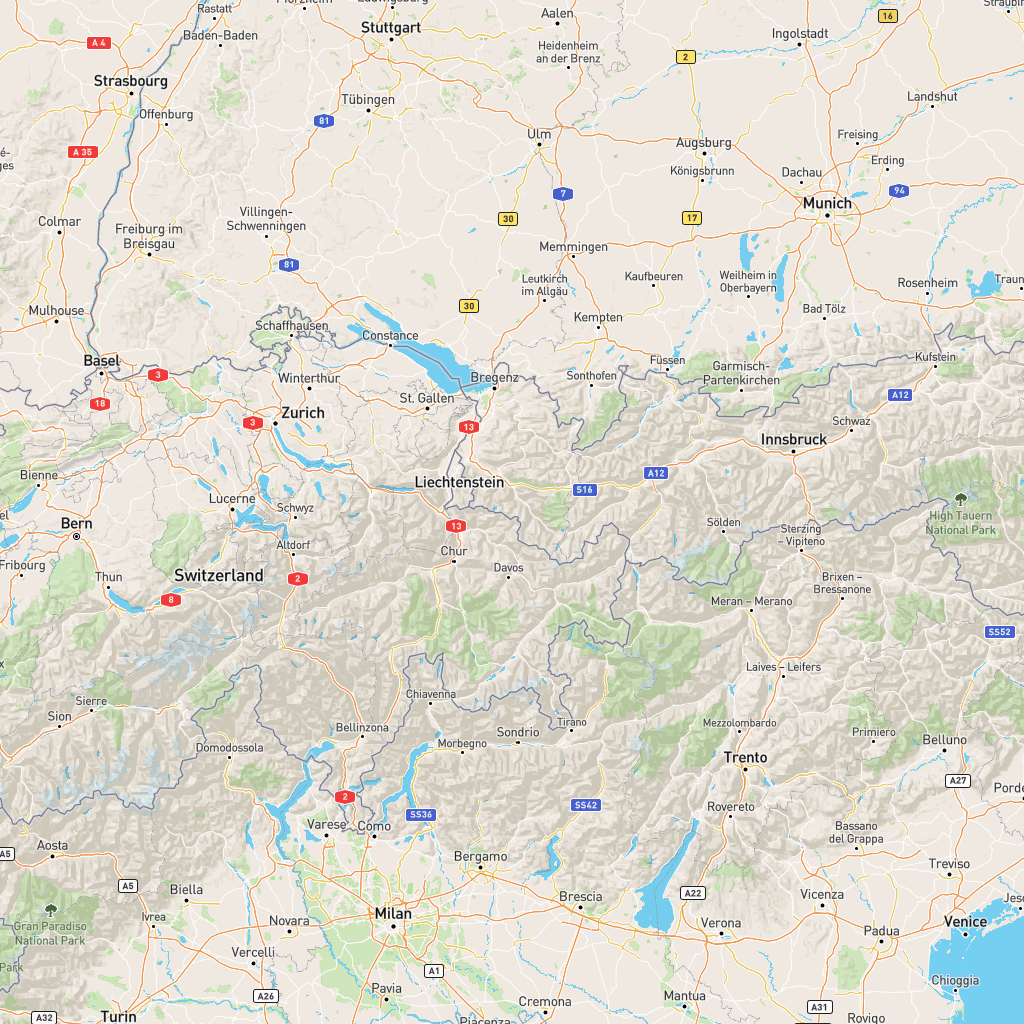 Rastatt
Pforzheim
Ludwigsburg
Aalen
16
Straubing
Stuttgart
Ingolstadt
A 4
Baden-Baden
Heidenheim
an der Brenz
2
Strasbourg
Tübingen
Landshut
Offenburg
81
Ulm
Freising
Augsburg
A 35
Erding
Königsbrunn
Dachau
7
94
Munich
Colmar
Villingen-
Schwenningen
30
17
Freiburg im
Breisgau
Memmingen
81
Leutkirch
im Allgäu
Kaufbeuren
Weilheim in
Oberbayern
Rosenheim
Mulhouse
30
Kempten
Bad Tölz
Schaffhausen
Constance
Basel
Füssen
Kufstein
3
Winterthur
Bregenz
Sonthofen
Garmisch-
Partenkirchen
A12
18
St. Gallen
Zurich
3
13
Schwaz
Innsbruck
Bienne
Liechtenstein
A12
S16
Lucerne
Schwyz
High Tauern
National Park
Bern
13
Sölden
Sterzing
– Vipiteno
Altdorf
Chur
Fribourg
Thun
Switzerland
2
Davos
Brixen –
Bressanone
8
Meran – Merano
SS52
Laives – Leifers
Sierre
Chiavenna
Sion
Bellinzona
Tirano
Mezzolombardo
Sondrio
Primiero
Domodossola
Morbegno
Belluno
Trento
A27
2
SS36
SS42
Rovereto
Varese
Como
Bassano
del Grappa
A5
Aosta
Bergamo
Treviso
A5
Biella
Brescia
A22
Vicenza
Milan
Gran Paradiso
National Park
Ivrea
Novara
Verona
Padua
Venice
Vercelli
Park
A1
Chioggia
Pavia
A26
Mantua
Cremona
A31
A32
Turin
Piacenza
Rovigo